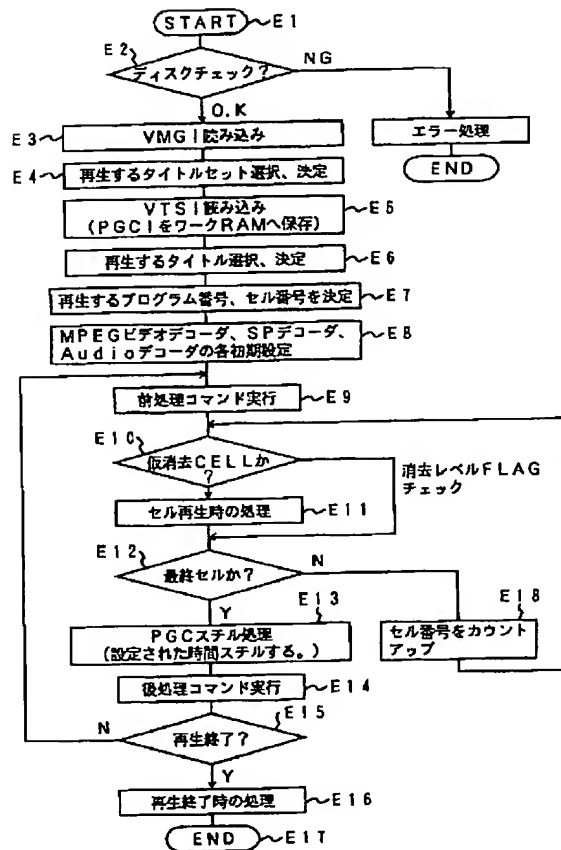 START
E1
E2
ディスクチェック?
NG
O.K
E3
VMGI読み込み
エラー処理
END
E4
再生するタイトルセット選択、決定
VTSI読み込み
(PGCIをワークRAMへ保存)
E5
再生するタイトル選択、決定
E6
再生するプログラム番号、セル番号を決定
E7
MPEGビデオデコーダ、SPデコーダ、
Audioデコーダの各初期設定
E8
前処理コマンド実行
E9
E10
仮消去CELLか
?
消去レベルFLAG
チェック
セル再生時の処理
E11
E12
最終セルか?
N
Y
E13
PGCスチル処理
(設定された時間スチルする。)
E18
セル番号をカウント
アップ
後処理コマンド実行
E14
E15
再生終了?
N
Y
再生終了時の処理
E16
END
E17